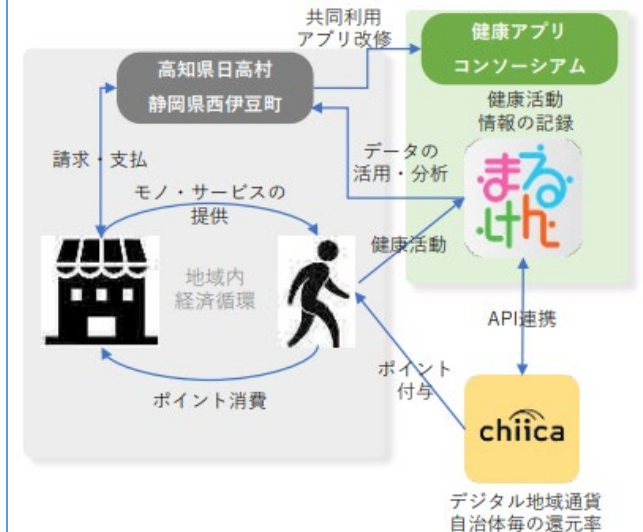 共同利用
アプリ改修
健康アプリ
コンソーシアム
高知県日高村
静岡県西伊豆町
健康活動
情報の記録
請求・支払
データの
活用・分析
まるけん
モノ・サービスの
提供
健康活動
地域内
経済循環
API連携
ポイント
付与
ポイント消費
chiica
デジタル地域通貨
自治体毎の還元率